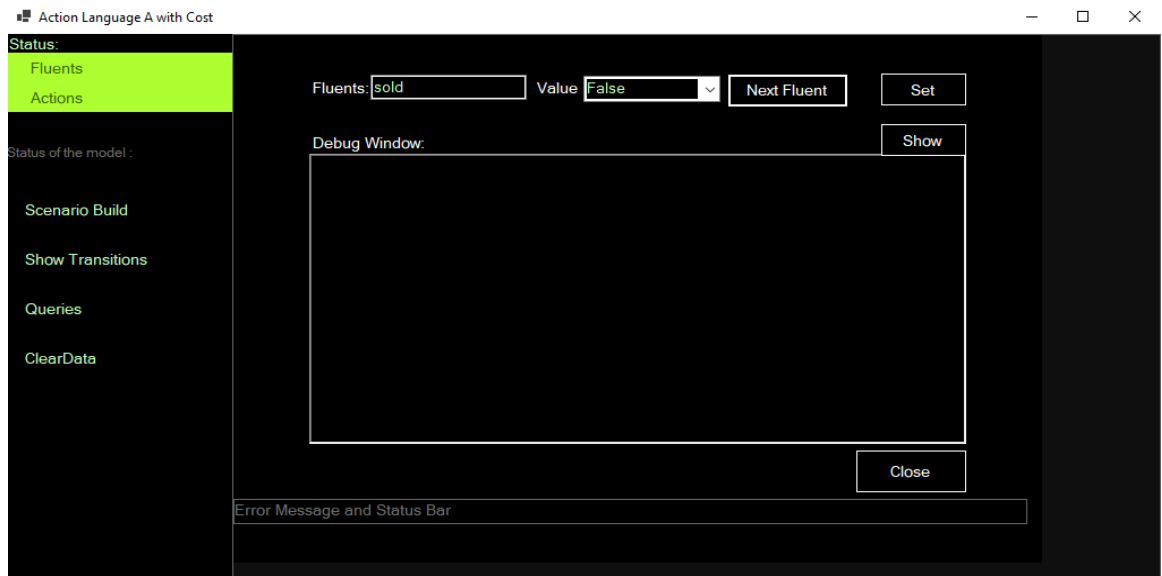 Action Language A with Cost
Status:
Fluents
Actions
Status of the model :
Scenario Build
Show Transitions
Queries
ClearData
Fluents: sold Value False Next Fluent Set
Debug Window: Show
Close
Error Message and Status Bar